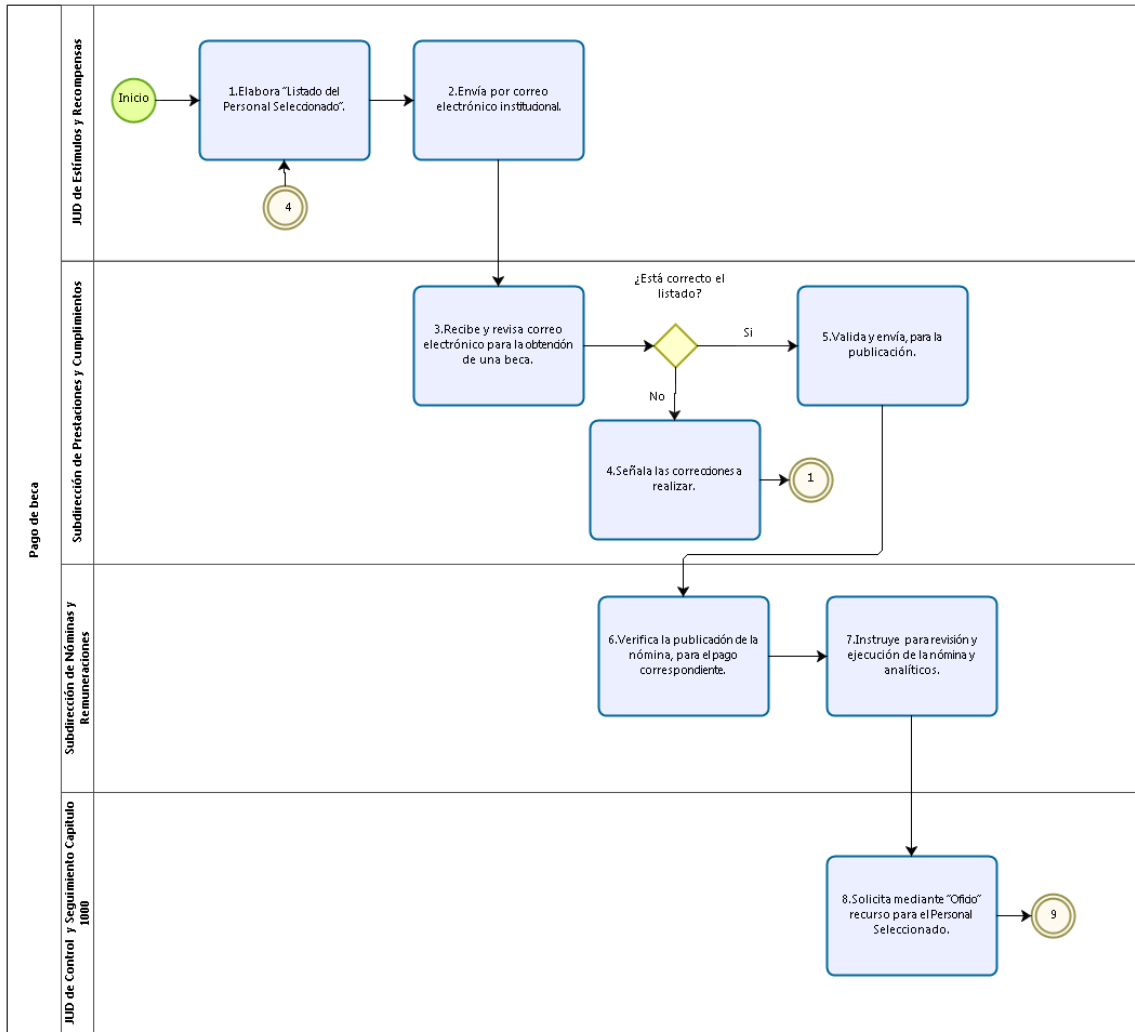 Pago de beca
JUD de Estímulos y Recompensas
Inicio
1.Elabora “Listado del
Personal Seleccionado”.
2.Envía por correo
electrónico institucional.
4
Subdirección de Prestaciones y Cumplimientos
3.Recibe y revisa correo
electrónico para la obtención
de una beca.
¿Está correcto el
listado?
Si
No
5.Valida y envía, para la
publicación.
4.Señala las correcciones a
realizar.
1
Subdirección de Nóminas y
Remuneraciones
6.Verifica la publicación de la
nómina, para el pago
correspondiente.
7.Instruye para revisión y
ejecución de la nómina y
analíticos.
JUD de Control y Seguimiento Capitulo
1000
8.Solicita mediante “Oficio”
recurso para el Personal
Seleccionado.
9